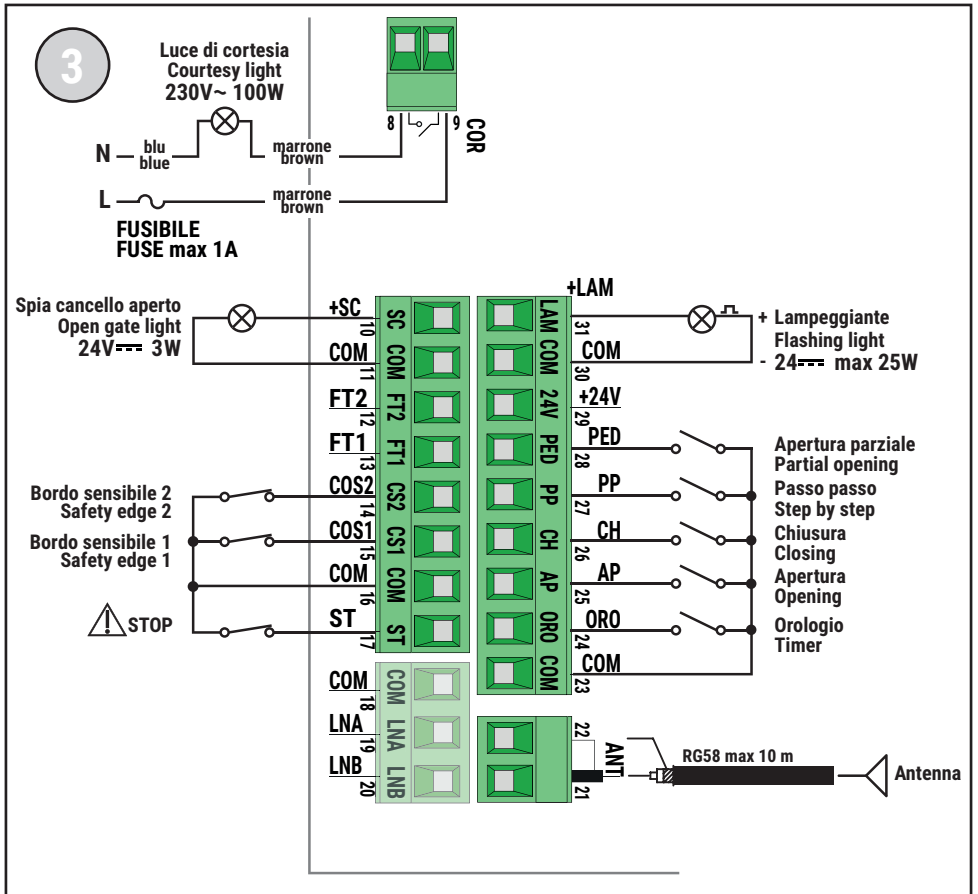 3
Luce di cortesia
Courtesy light
230V~ 100W
8
9
COR
N
blu
blue
marrone
brown
L
marrone
brown
FUSIBILE
FUSE max 1A
Spia cancello aperto
Open gate light
24V⎓ 3W
+SC
10
SC
COM
11
COM
FT2
12
FT2
FT1
13
FT1
Bordo sensibile 2
Safety edge 2
COS2
14
CS2
Bordo sensibile 1
Safety edge 1
COS1
15
CS1
COM
16
COM
STOP
ST
17
ST
COM
18
COM
LNA
19
LNA
LNB
20
LNB
+LAM
LAM
31
+ Lampeggiante
Flashing light
- 24⎓ max 25W
COM
30
COM
24V
29
+24V
PED
28
PED
Apertura parziale
Partial opening
PP
27
PP
Passo passo
Step by step
CH
26
CH
Chiusura
Closing
AP
25
AP
Apertura
Opening
ORO
24
ORO
Orologio
Timer
COM
23
COM
22
21
ANT
RG58 max 10 m
Antenna